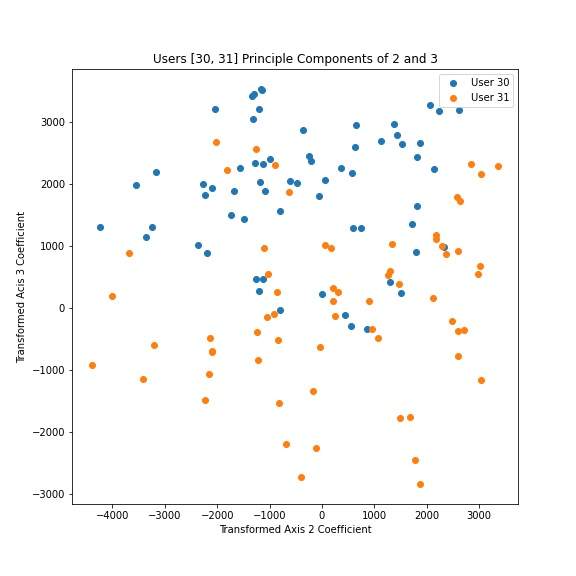 Users [30, 31] Principle Components of 2 and 3
User 30
User 31
Transformed Acis 3 Coefficient
3000
2000
1000
0
−1000
−2000
−3000
−4000 −3000 −2000 −1000 0 1000 2000 3000
Transformed Axis 2 Coefficient